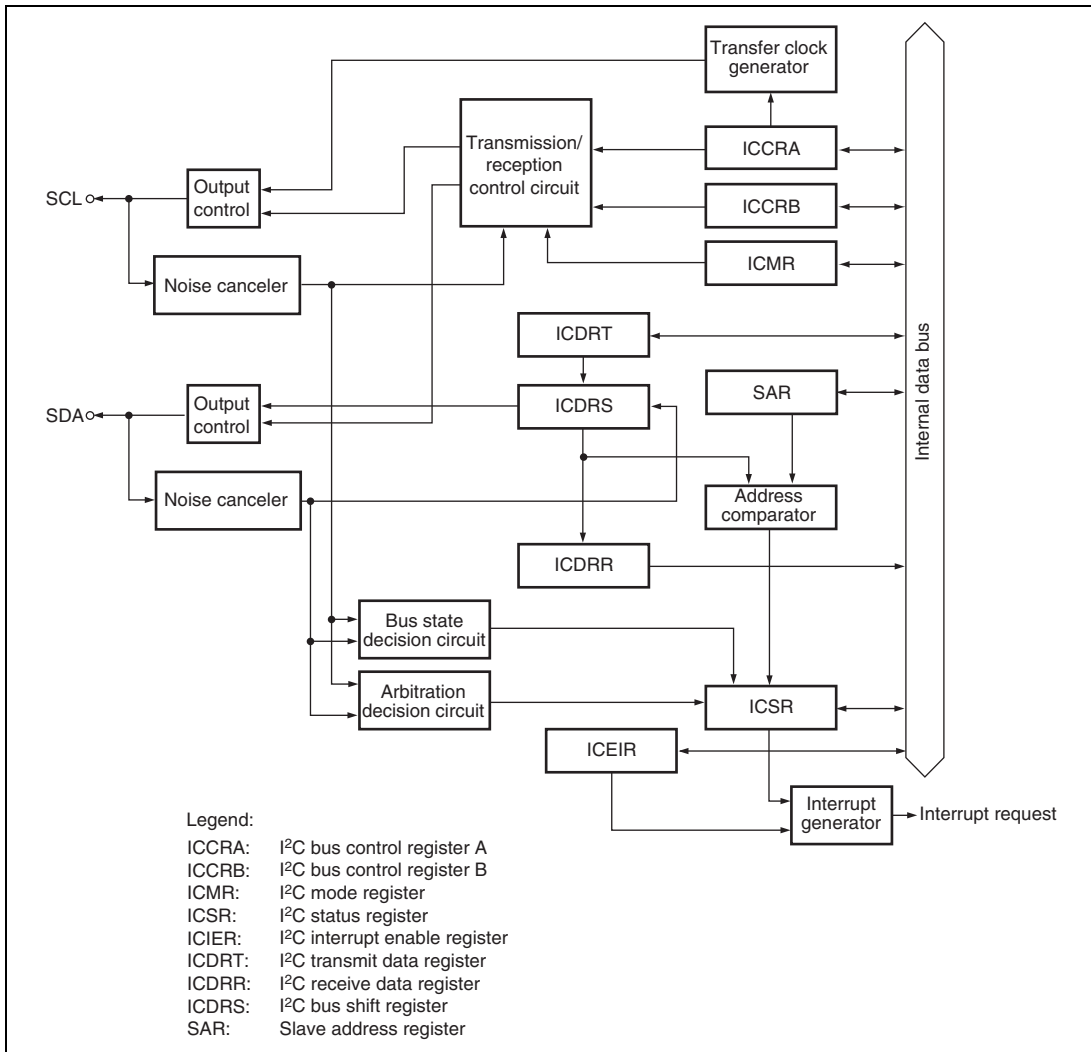 Transfer clock
generator
Transmission/
reception
control circuit
ICCRA
SCL
Output
control
ICCRB
Noise canceler
ICMR
ICDRT
Internal data bus
SDA
Output
control
ICDRS
SAR
Noise canceler
Address
comparator
ICDRR
Bus state
decision circuit
Arbitration
decision circuit
ICSR
ICEIR
Interrupt
generator
Interrupt request
Legend:
ICCRA: I²C bus control register A
ICCRB: I²C bus control register B
ICMR: I²C mode register
ICSR: I²C status register
ICIER: I²C interrupt enable register
ICDRT: I²C transmit data register
ICDRR: I²C receive data register
ICDRS: I²C bus shift register
SAR: Slave address register